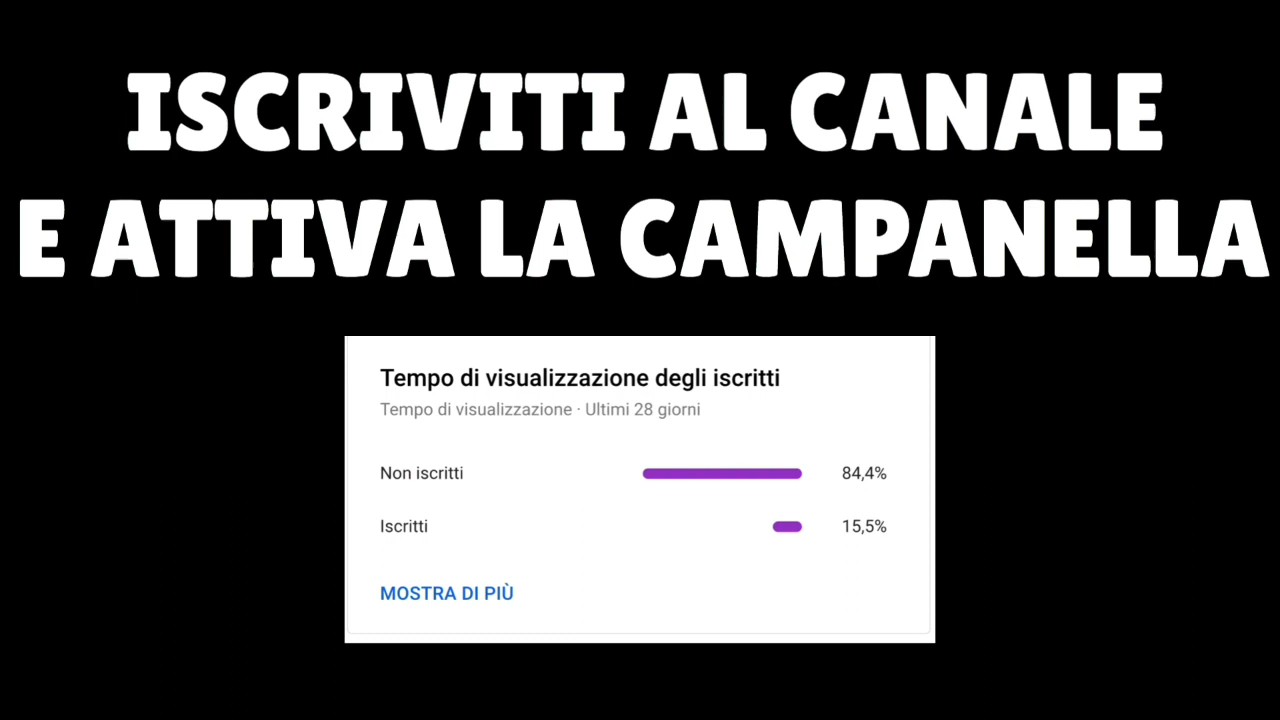 ISCRIVITI AL CANALE
E ATTIVA LA CAMPANELLA
Tempo di visualizzazione degli iscritti
Tempo di visualizzazione · Ultimi 28 giorni
Non iscritti 84,4%
Iscritti 15,5%
MOSTRA DI PIÙ